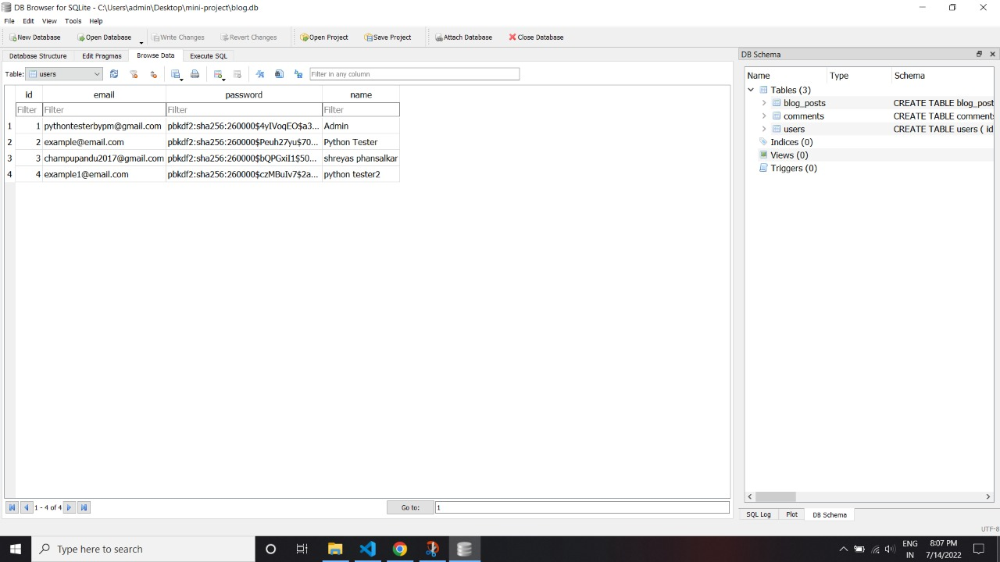 DB Browser for SQLite - C:\Users\admin\Desktop\mini-project\blog.db
File Edit View Tools Help
New Database Open Database Write Changes Revert Changes Open Project Save Project Attach Database Close Database
Database Structure Edit Pragmas Browse Data Execute SQL
Table: users Filter in any column
id email password name
Filter Filter Filter Filter
1 1 pythontesterbypm@gmail.com pbkdf2:sha256:260000$4yIVoqEO$a3... Admin
2 2 example@email.com pbkdf2:sha256:260000$Peuh27yu$70... Python Tester
3 3 champupandu2017@gmail.com pbkdf2:sha256:260000$bQPGxiI1$50... shreyas phansalkar
4 4 example1@email.com pbkdf2:sha256:260000$czMBuIv7$2a... python tester2
1 - 4 of 4 Go to: 1
DB Schema
Name Type Schema
Tables (3)
blog_posts CREATE TABLE blog_post
comments CREATE TABLE comments
users CREATE TABLE users ( id
Indices (0)
Views (0)
Triggers (0)
SQL Log Plot DB Schema
UTF-8
Type here to search
ENG
IN
8:07 PM
7/14/2022